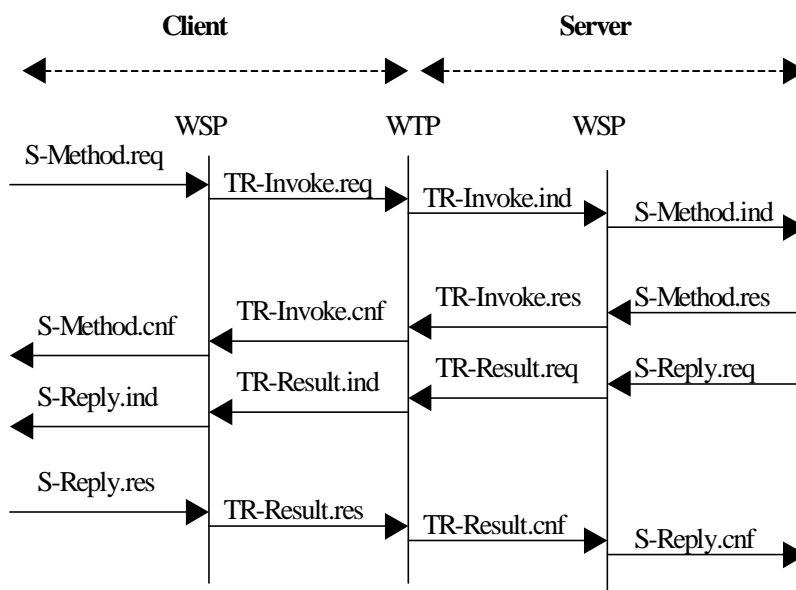 Client Server
WSP WTP WSP
S-Method.req
TR-Invoke.req
TR-Invoke.ind
S-Method.ind
S-Method.res
TR-Invoke.res
TR-Invoke.cnf
S-Method.cnf
S-Reply.req
TR-Result.req
TR-Result.ind
S-Reply.ind
S-Reply.res
TR-Result.res
TR-Result.cnf
S-Reply.cnf